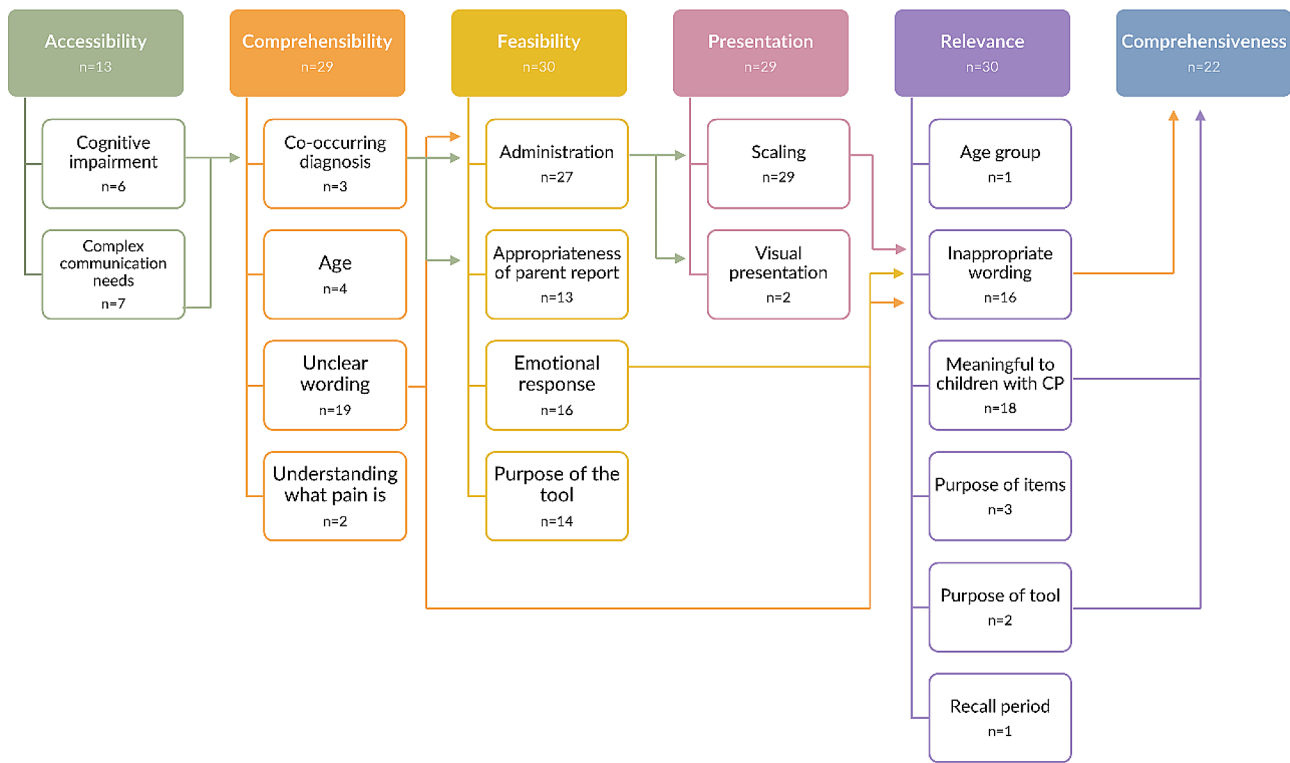 Accessibility
n=13
Cognitive
impairment
n=6
Complex
communication
needs
n=7
Comprehensibility
n=29
Co-occurring
diagnosis
n=3
Age
n=4
Unclear
wording
n=19
Understanding
what pain is
n=2
Feasibility
n=30
Administration
n=27
Appropriateness
of parent report
n=13
Emotional
response
n=16
Purpose of the
tool
n=14
Presentation
n=29
Scaling
n=29
Visual
presentation
n=2
Relevance
n=30
Age group
n=1
Inappropriate
wording
n=16
Meaningful to
children with CP
n=18
Purpose of items
n=3
Purpose of tool
n=2
Recall period
n=1
Comprehensiveness
n=22